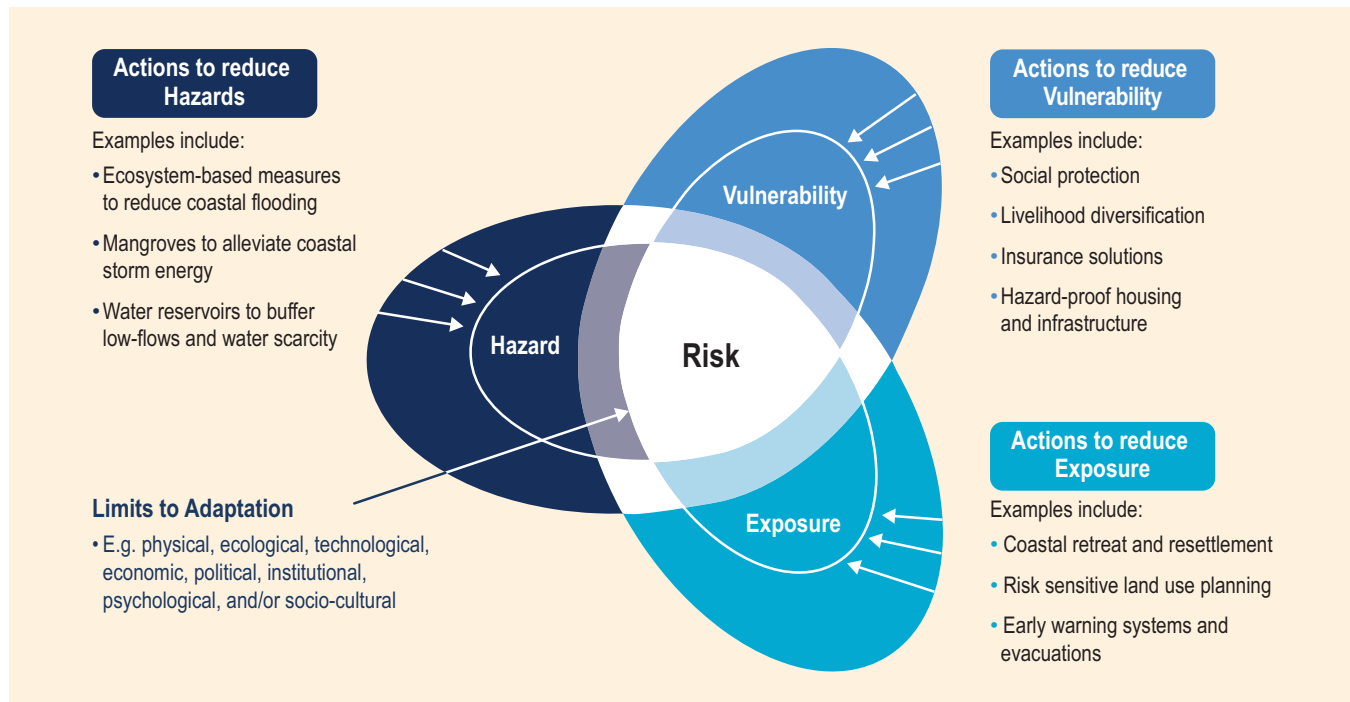 Actions to reduce
Hazards
Examples include:
• Ecosystem-based measures
to reduce coastal flooding
• Mangroves to alleviate coastal
storm energy
• Water reservoirs to buffer
low-flows and water scarcity
Limits to Adaptation
• E.g. physical, ecological, technological,
economic, political, institutional,
psychological, and/or socio-cultural
Vulnerability
Hazard
Risk
Exposure
Actions to reduce
Vulnerability
Examples include:
• Social protection
• Livelihood diversification
• Insurance solutions
• Hazard-proof housing
and infrastructure
Actions to reduce
Exposure
Examples include:
• Coastal retreat and resettlement
• Risk sensitive land use planning
• Early warning systems and
evacuations